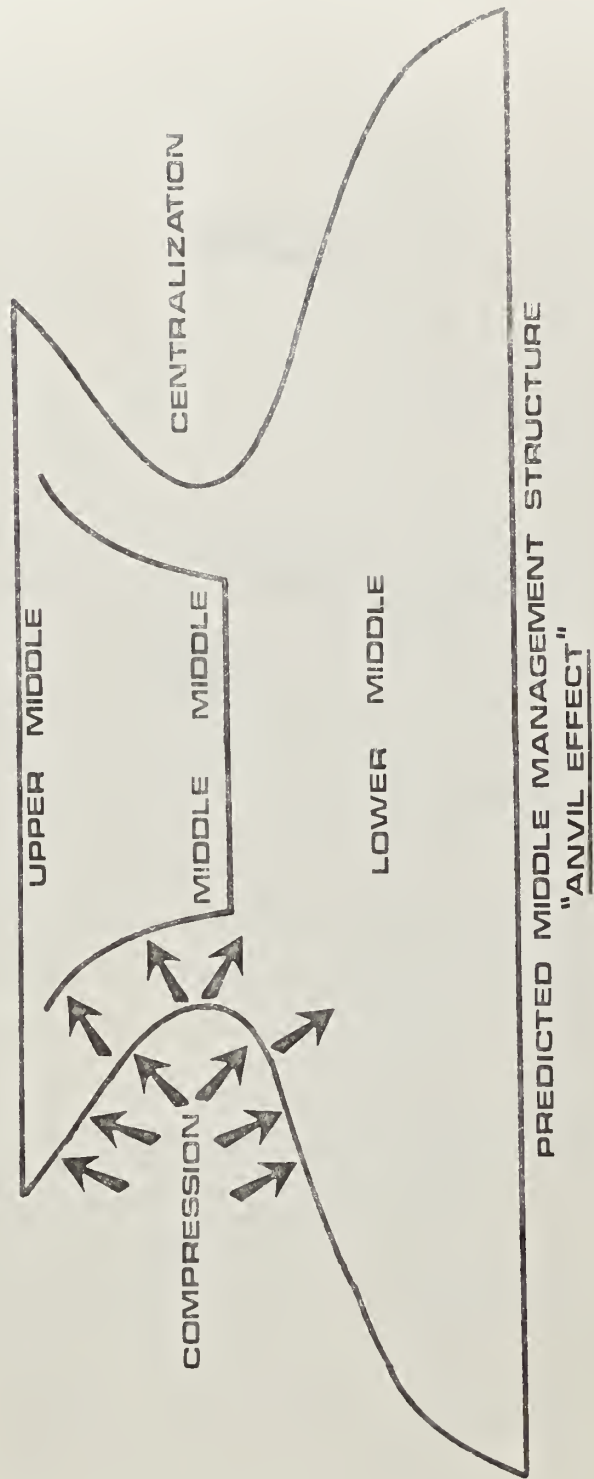 UPPER MIDDLE
COMPRESSION
CENTRALIZATION
MIDDLE MIDDLE
LOWER MIDDLE
PREDICTED MIDDLE MANAGEMENT STRUCTURE
"ANVIL EFFECT"